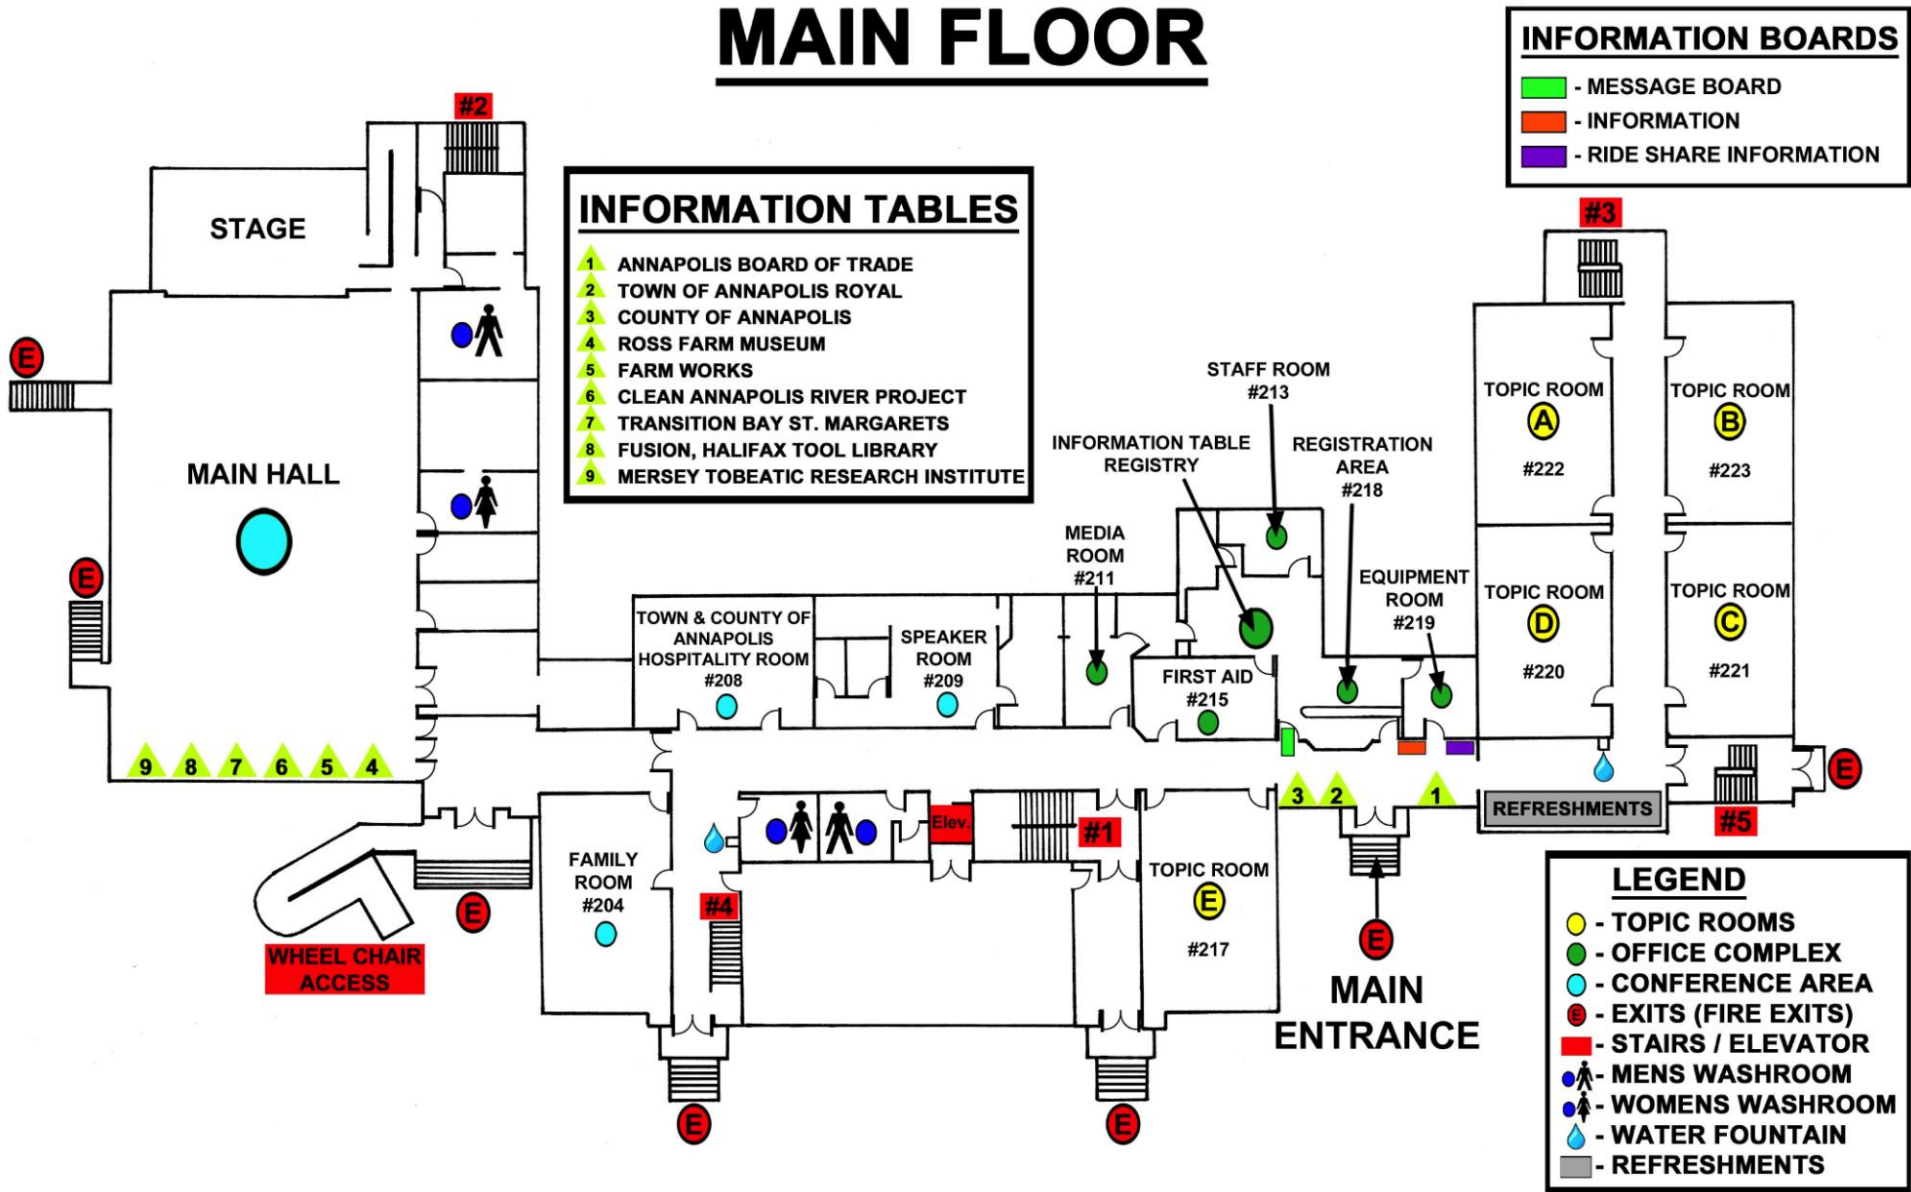 MAIN FLOOR
INFORMATION BOARDS
- MESSAGE BOARD
- INFORMATION
- RIDE SHARE INFORMATION
#2
STAGE
INFORMATION TABLES
1 ANNAPOLIS BOARD OF TRADE
2 TOWN OF ANNAPOLIS ROYAL
3 COUNTY OF ANNAPOLIS
4 ROSS FARM MUSEUM
5 FARM WORKS
6 CLEAN ANNAPOLIS RIVER PROJECT
7 TRANSITION BAY ST. MARGARETS
8 FUSION, HALIFAX TOOL LIBRARY
9 MERSEY TOBEATIC RESEARCH INSTITUTE
#3
E
MAIN HALL
E
STAFF ROOM
#213
INFORMATION TABLE
REGISTRY
REGISTRATION
AREA
#218
MEDIA
ROOM
#211
EQUIPMENT
ROOM
#219
TOPIC ROOM
A
#222
TOPIC ROOM
B
#223
TOPIC ROOM
D
#220
TOPIC ROOM
C
#221
TOWN & COUNTY OF
ANNAPOLIS
HOSPITALITY ROOM
#208
SPEAKER
ROOM
#209
FIRST AID
#215
9 8 7 6 5 4
3 2 1
REFRESHMENTS
E
#5
Elev.
#1
FAMILY
ROOM
#204
#4
TOPIC ROOM
E
#217
E
WHEEL CHAIR
ACCESS
E
MAIN
ENTRANCE
E
E
LEGEND
- TOPIC ROOMS
- OFFICE COMPLEX
- CONFERENCE AREA
E - EXITS (FIRE EXITS)
- STAIRS / ELEVATOR
- MENS WASHROOM
- WOMENS WASHROOM
- WATER FOUNTAIN
- REFRESHMENTS